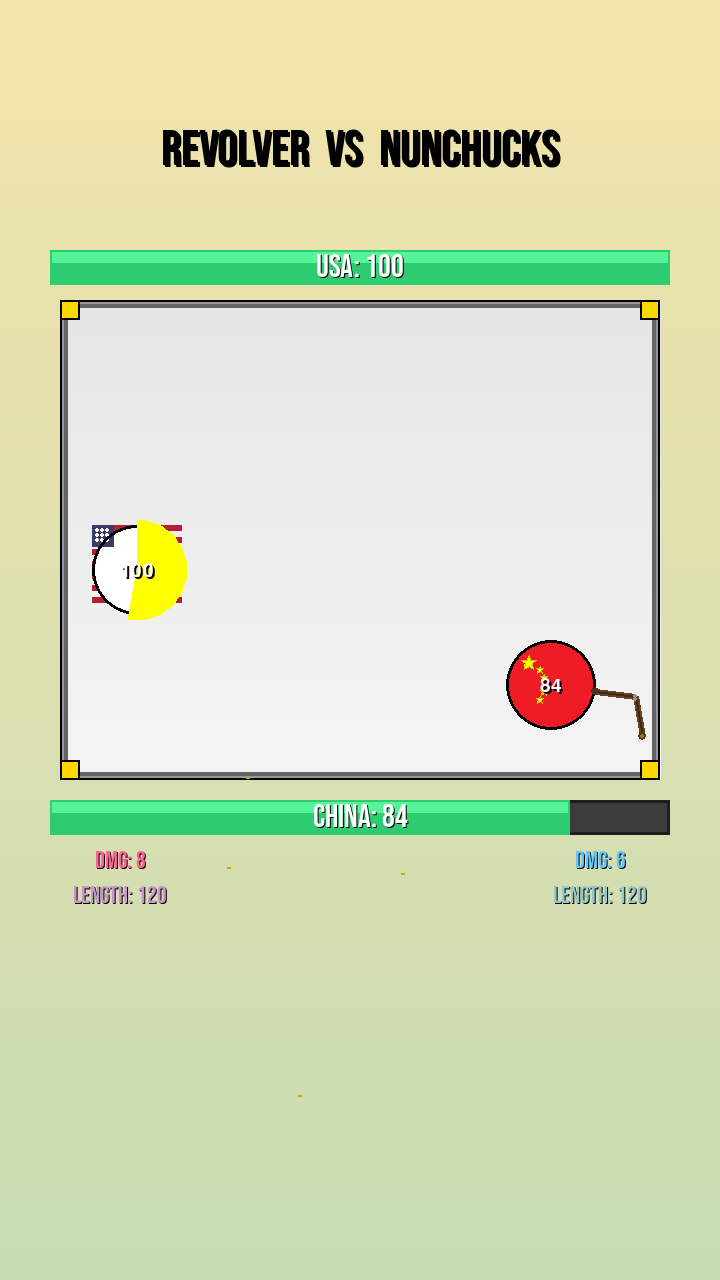 REVOLVER VS NUNCHUCKS
USA: 100
100
84
CHINA: 84
DMG: 8
DMG: 6
LENGTH: 120
LENGTH: 120